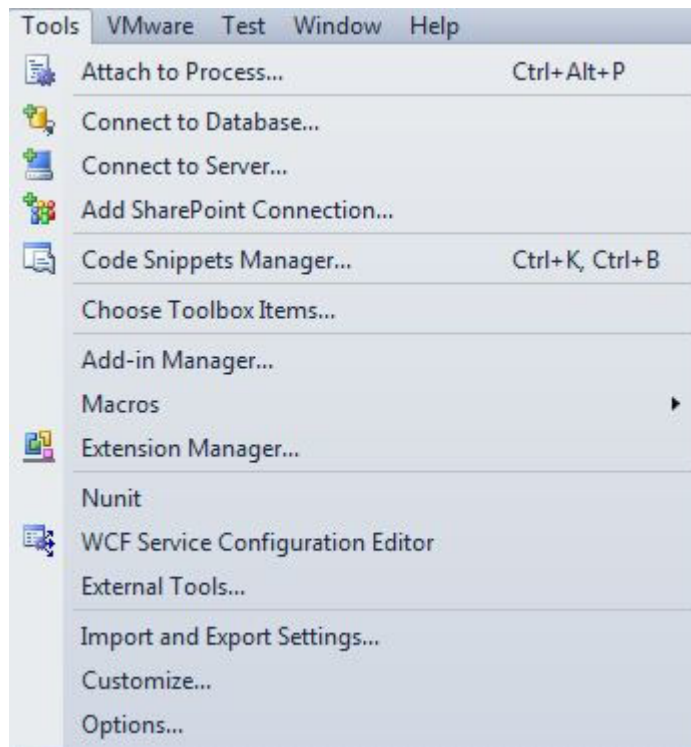 Tools VMware Test Window Help
Attach to Process... Ctrl+Alt+P
Connect to Database...
Connect to Server...
Add SharePoint Connection...
Code Snippets Manager... Ctrl+K, Ctrl+B
Choose Toolbox Items...
Add-in Manager...
Macros
Extension Manager...
Nunit
WCF Service Configuration Editor
External Tools...
Import and Export Settings...
Customize...
Options...